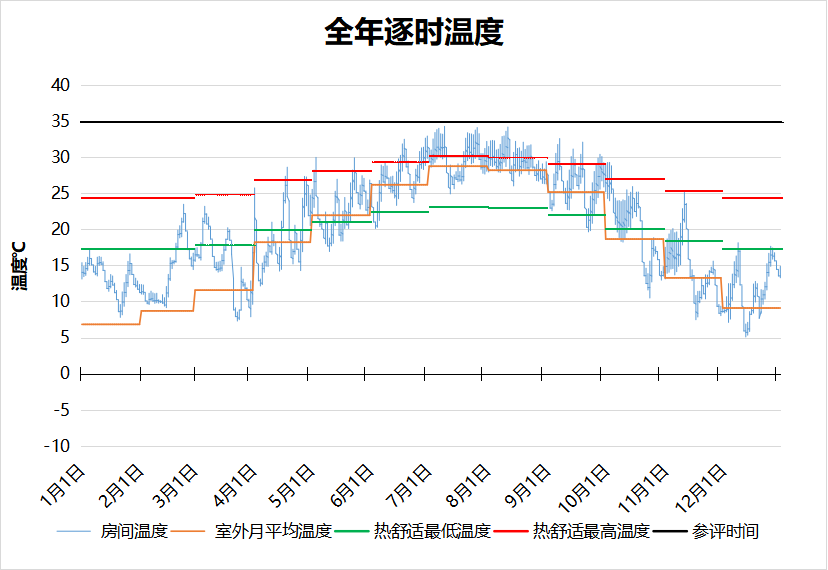 全年逐时温度
40
35
30
25
20
15
10
5
0
-5
-10
温度℃
1月1日
2月1日
3月1日
4月1日
5月1日
6月1日
7月1日
8月1日
9月1日
10月1日
11月1日
12月1日
房间温度 室外月平均温度 热舒适最低温度 热舒适最高温度 参评时间